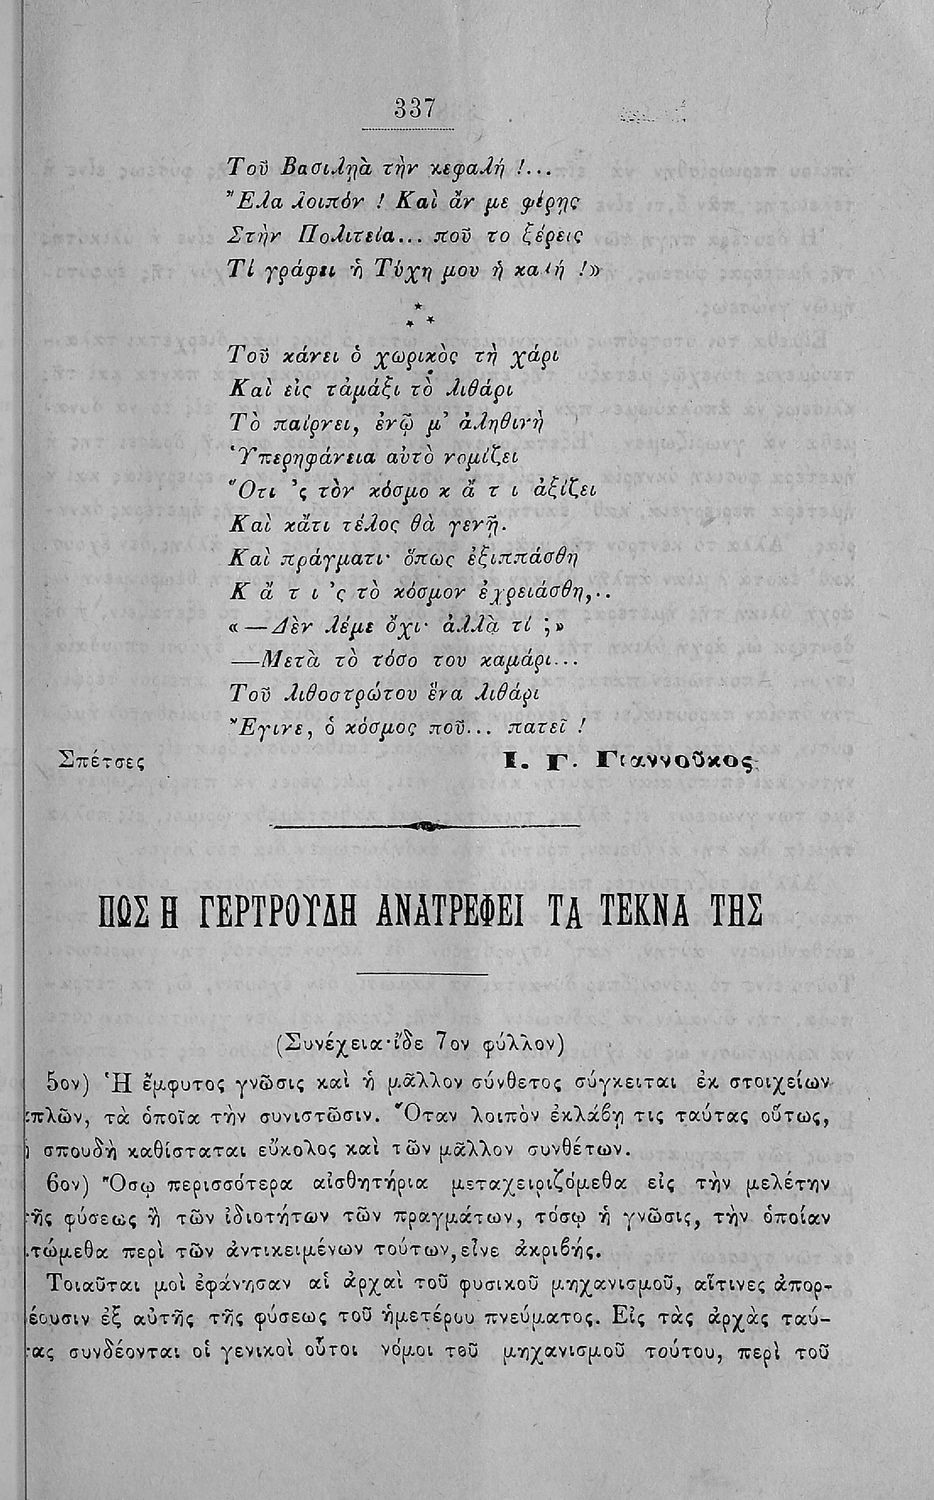 337
Τοῦ Βασιληᾶ τὴν κεφαλή !...
Ἔλα λοιπόν ! Καὶ ἂν με φέρῃς
Στὴν Πολιτεία... ποῦ το ξέρεις
Τί γράφει ἡ Τύχη μου ἡ καλή !»
Τοῦ κάνει ὁ χωρικὸς τὴ χάρι
Καὶ εἰς τἀμάξι τὸ λιθάρι
Τὸ παίρνει, ἐνῷ μ' ἀληθινὴ
Ὑπερηφάνεια αὐτὸ νομίζει
Ὅτι 'ς τὸν κόσμο κ ἄ τ ι ἀξίζει
Καὶ κἄτι τέλος θὰ γενῇ.
Καὶ πράγματι· ὅπως ἐξιππάσθη
Κ ἄ τ ι 'ς τὸ κόσμον ἐχρειάσθη,..
«—Δὲν λέμε ὄχι· ἀλλὰ τί ;»
—Μετὰ τὸ τόσο του καμάρι...
Τοῦ λιθοστρώτου ἕνα λιθάρι
Ἔγινε, ὁ κόσμος ποῦ... πατεῖ !
Σπέτσες Ι. Γ. Γιαννοῦκος
ΠΩΣ Η ΓΕΡΤΡΟΥΔΗ ΑΝΑΤΡΕΦΕΙ ΤΑ ΤΕΚΝΑ ΤΗΣ
(Συνέχεια·ἴδε 7ον φύλλον)
5ον) Ἡ ἔμφυτος γνῶσις καὶ ἡ μᾶλλον σύνθετος σύγκειται ἐκ στοιχείων
πλῶν, τὰ ὁποῖα τὴν συνιστῶσιν. Ὅταν λοιπὸν ἐκλάβῃ τις ταύτας οὕτως,
σπουδὴ καθίσταται εὔκολος καὶ τῶν μᾶλλον συνθέτων.
6ον) Ὅσῳ περισσότερα αἰσθητήρια μεταχειριζόμεθα εἰς τὴν μελέτην
τῆς φύσεως ἢ τῶν ἰδιοτήτων τῶν πραγμάτων, τόσῳ ἡ γνῶσις, τὴν ὁποίαν
τώμεθα περὶ τῶν ἀντικειμένων τούτων, εἶνε ἀκριβής.
Τοιαῦται μοὶ ἐφάνησαν αἱ ἀρχαὶ τοῦ φυσικοῦ μηχανισμοῦ, αἵτινες ἀπορ-
έουσιν ἐξ αὐτῆς τῆς φύσεως τοῦ ἡμετέρου πνεύματος. Εἰς τὰς ἀρχὰς ταύ-
τας συνδέονται οἱ γενικοὶ οὗτοι νόμοι τοῦ μηχανισμοῦ τούτου, περὶ τοῦ